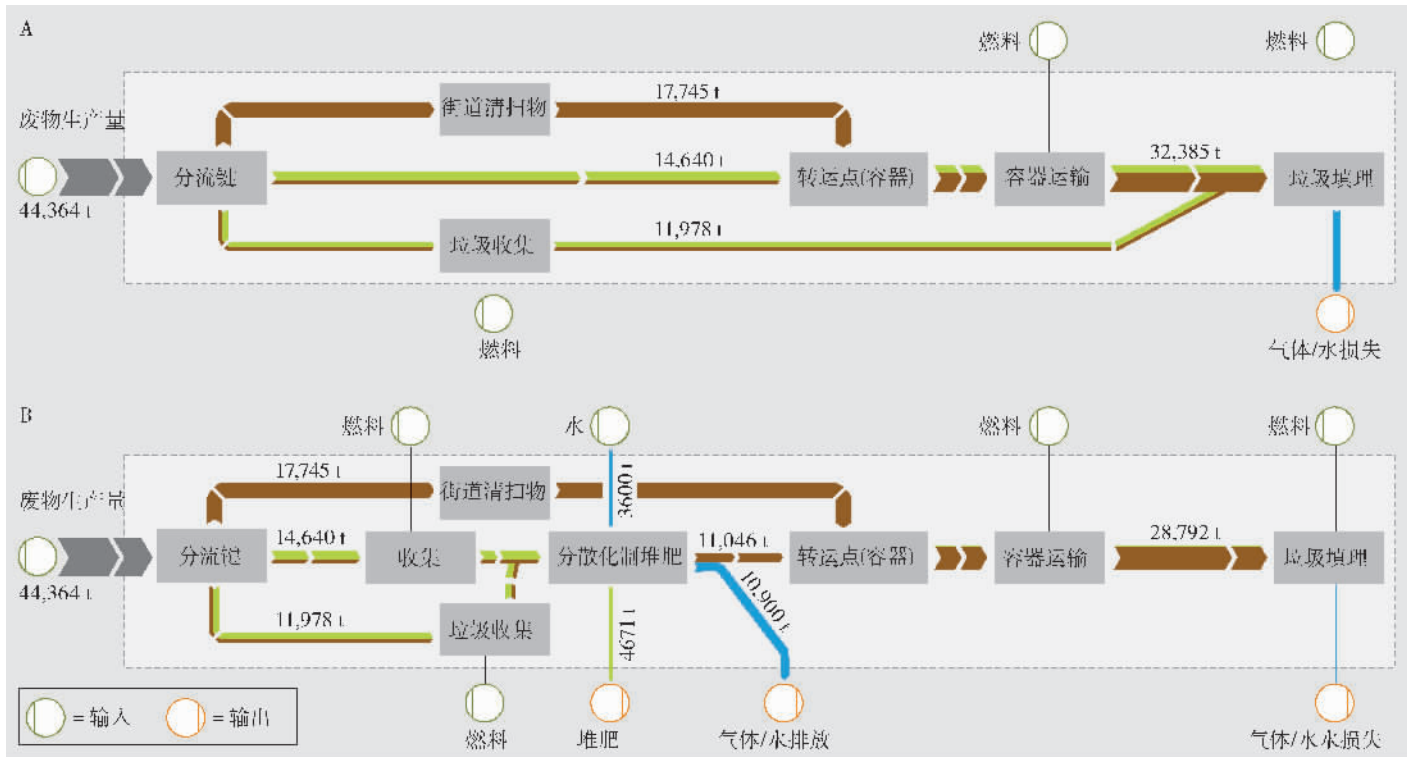 A
燃料
燃料
17,745 t
街道清扫物
废物生产量
14,640 t
32,385 t
分流链
转运点(容器)
容器运输
垃圾填理
44,364 t
11,978 t
垃圾收集
燃料
气体/水损失
B
燃料
水
燃料
燃料
17,745 t
街道清扫物
3600 t
废物生产量
14,640 t
11,046 t
28,792 t
分流链
收集
分散化制堆肥
转运点(容器)
容器运输
垃圾填理
44,364 t
10,900 t
11,978 t
垃圾收集
4671 t
= 输入
= 输出
燃料
堆肥
气体/水排放
气体/水水损失